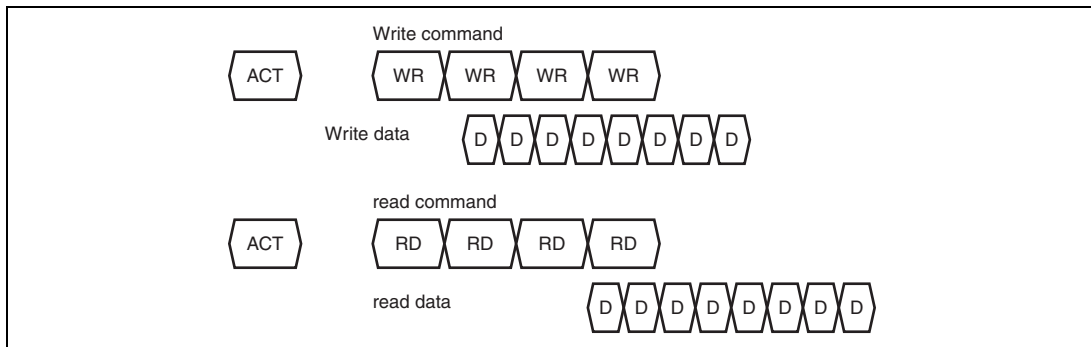 Write command
ACT WR WR WR WR
Write data D D D D D D D D
read command
ACT RD RD RD RD
read data D D D D D D D D